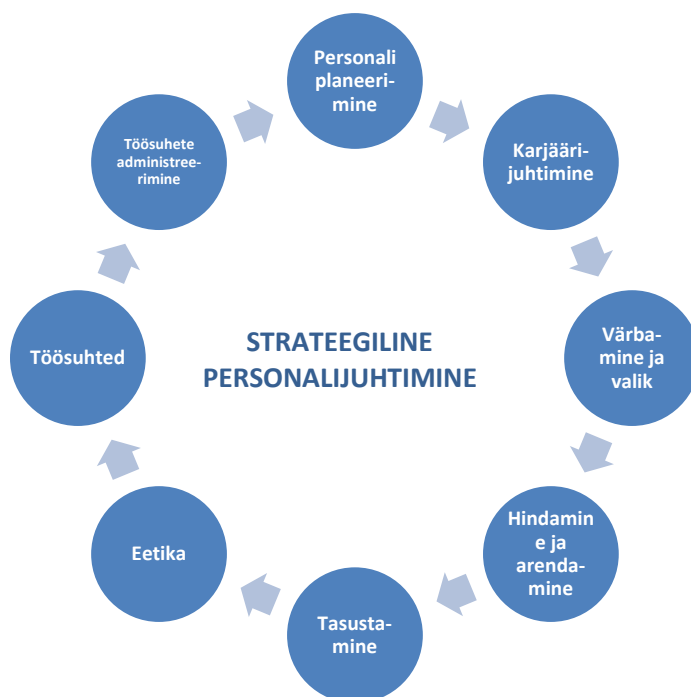 Personali
planeeri-
mine
Karjääri-
juhtimine
Värba-
mine ja
valik
Hindamin
e ja
arenda-
mine
Tasusta-
mine
Eetika
Töösuhted
Töösuhete
administree-
rimine
STRATEEGILINE
PERSONALIJUHTIMINE